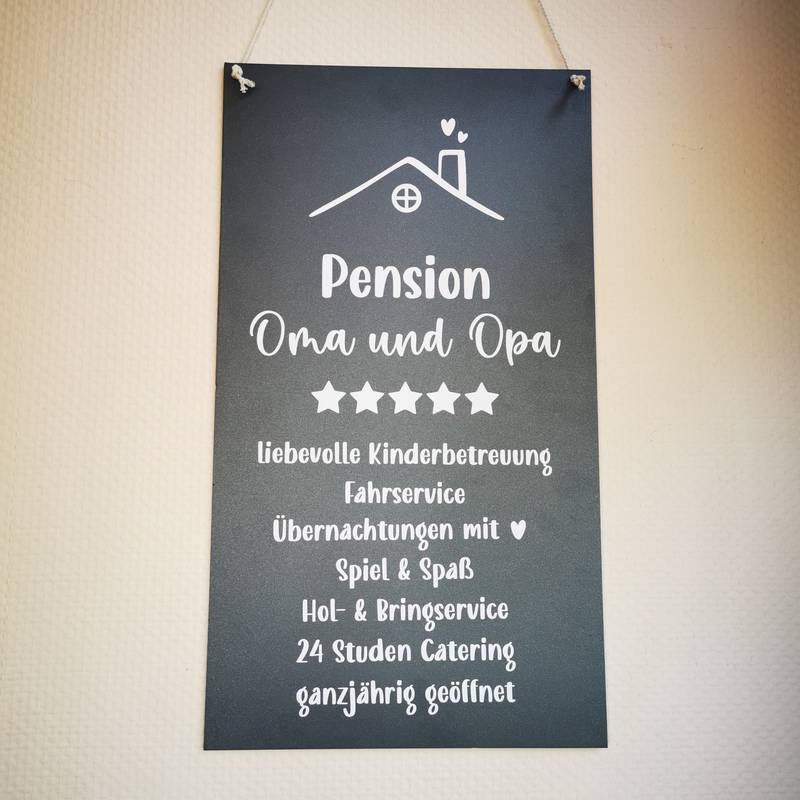 Pension
Oma und Opa
liebevolle Kinderbetreuung
Fahrservice
Übernachtungen mit ♥
Spiel & Spaß
Hol- & Bringservice
24 Studen Catering
ganzjährig geöffnet